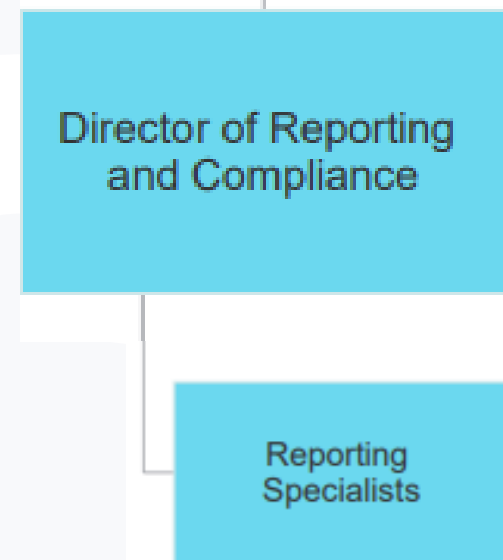 Director of Reporting
and Compliance
Reporting
Specialists